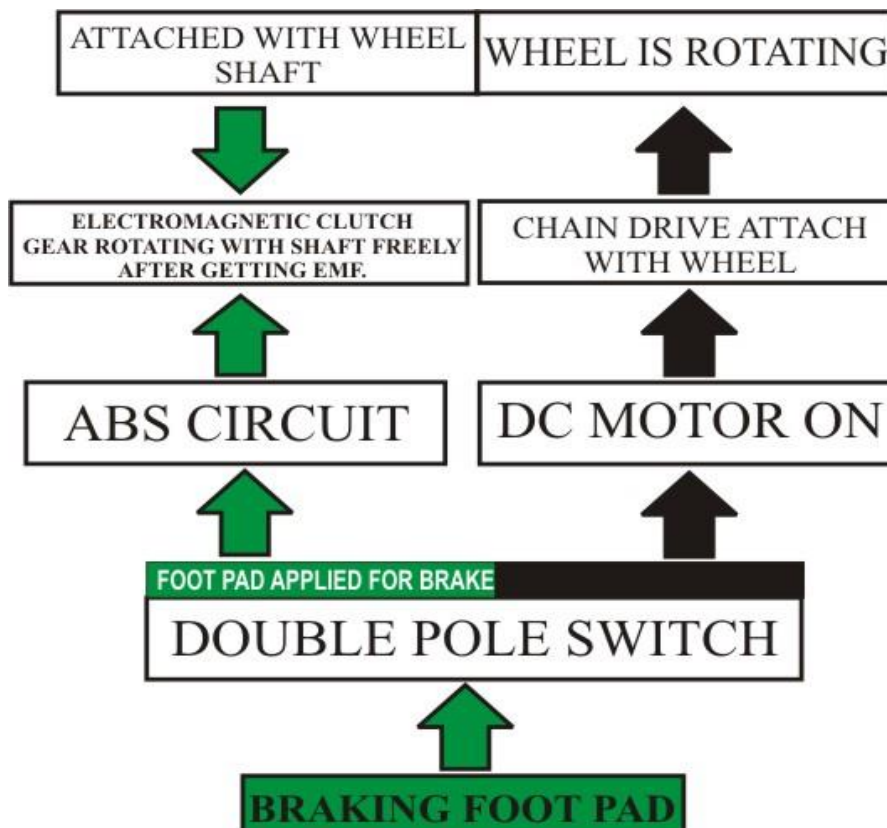 ATTACHED WITH WHEEL
SHAFT
WHEEL IS ROTATING
ELECTROMAGNETIC CLUTCH
GEAR ROTATING WITH SHAFT FREELY
AFTER GETTING EMF.
CHAIN DRIVE ATTACH
WITH WHEEL
ABS CIRCUIT
DC MOTOR ON
FOOT PAD APPLIED FOR BRAKE
DOUBLE POLE SWITCH
BRAKING FOOT PAD